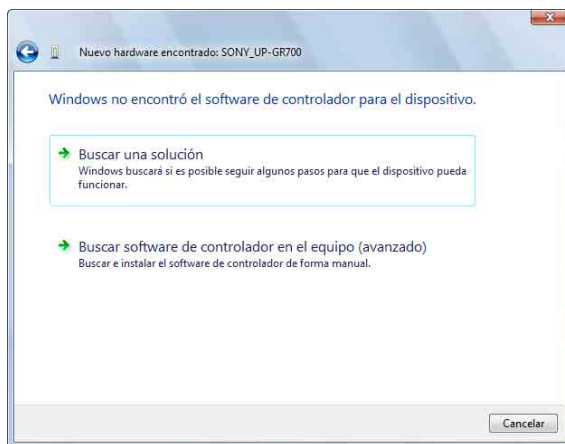 Nuevo hardware encontrado: SONY_UP-GR700
Windows no encontró el software de controlador para el dispositivo.
Buscar una solución
Windows buscará si es posible seguir algunos pasos para que el dispositivo pueda
funcionar.
Buscar software de controlador en el equipo (avanzado)
Buscar e instalar el software de controlador de forma manual.
Cancelar